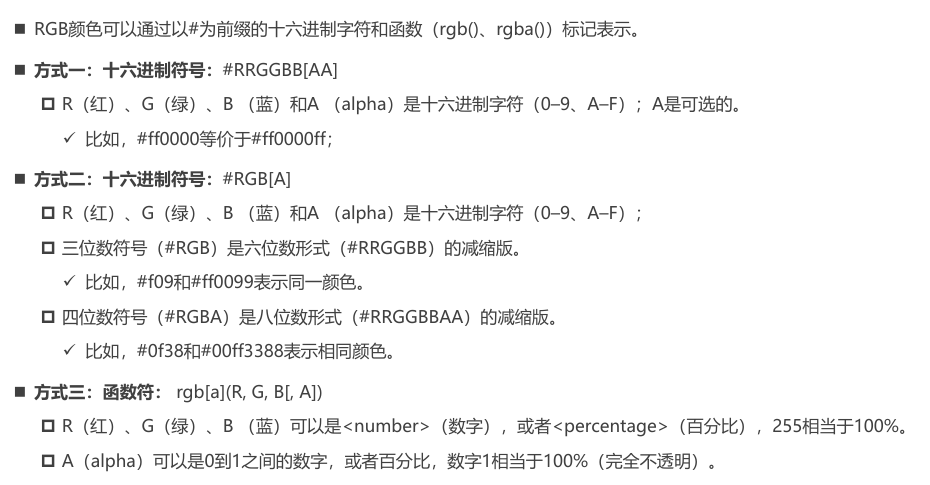 ■ RGB颜色可以通过以#为前缀的十六进制字符和函数（rgb()、rgba()）标记表示。
■ 方式一：十六进制符号：#RRGGBB[AA]
□ R（红）、G（绿）、B （蓝）和A （alpha）是十六进制字符（0–9、A–F）；A是可选的。
✓ 比如，#ff0000等价于#ff0000ff；
■ 方式二：十六进制符号：#RGB[A]
□ R（红）、G（绿）、B （蓝）和A （alpha）是十六进制字符（0–9、A–F）；
□ 三位数符号（#RGB）是六位数形式（#RRGGBB）的减缩版。
✓ 比如，#f09和#ff0099表示同一颜色。
□ 四位数符号（#RGBA）是八位数形式（#RRGGBBAA）的减缩版。
✓ 比如，#0f38和#00ff3388表示相同颜色。
■ 方式三：函数符： rgb[a](R, G, B[, A])
□ R（红）、G（绿）、B （蓝）可以是<number>（数字），或者<percentage>（百分比），255相当于100%。
□ A（alpha）可以是0到1之间的数字，或者百分比，数字1相当于100%（完全不透明）。